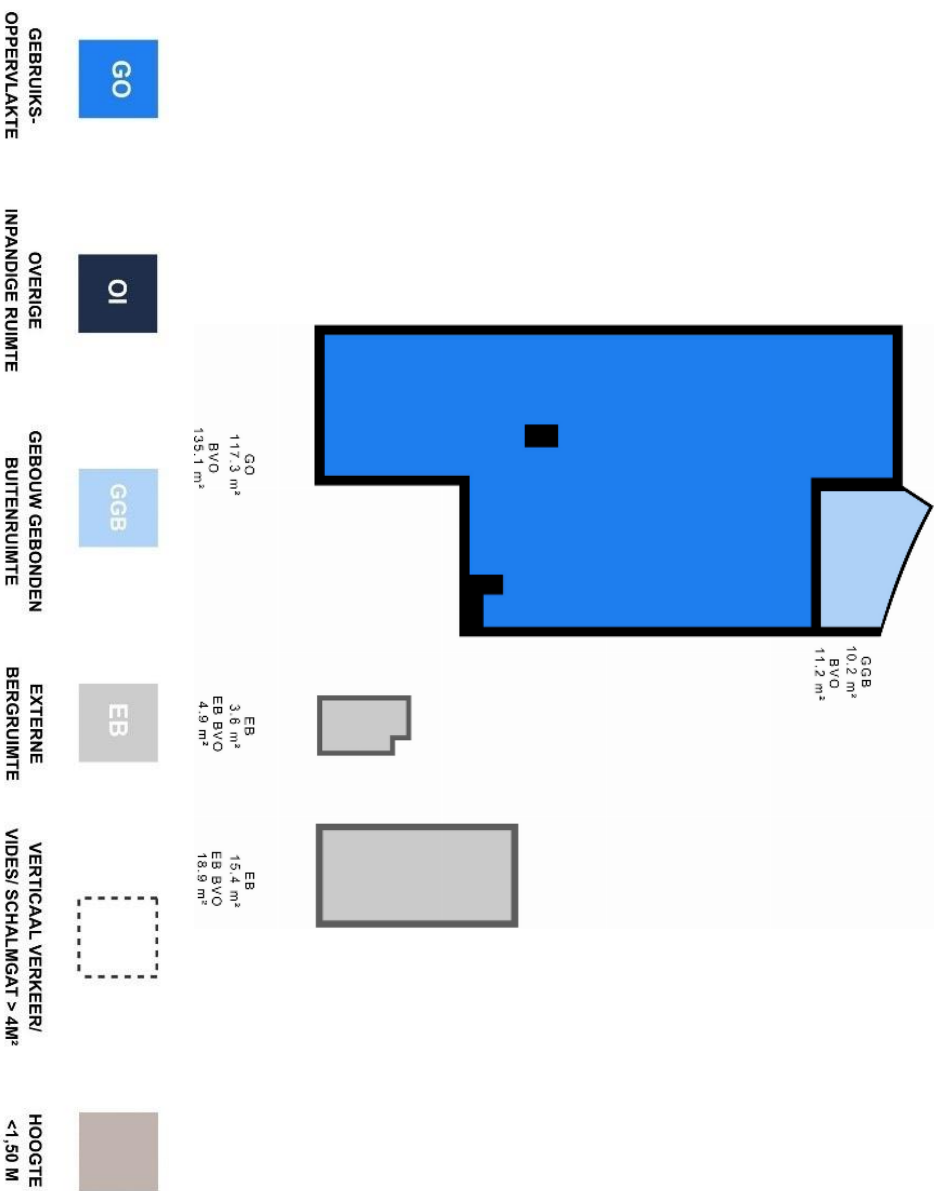 GO
117.3 m²
BVO
135.1 m²
GGB
10.2 m²
BVO
11.2 m²
EB
3.6 m²
EB BVO
4.9 m²
EB
15.4 m²
EB BVO
18.9 m²
GO
GEBRUIKS-
OPPERVLAKTE
OI
OVERIGE
INPANDIGE RUIMTE
GGB
GEBOUW GEBONDEN
BUITENRUIMTE
EB
EXTERNE
BERGRUIMTE
VERTICAAL VERKEER/
VIDES/ SCHALMGAT > 4M²
HOOGTE
<1,50 M